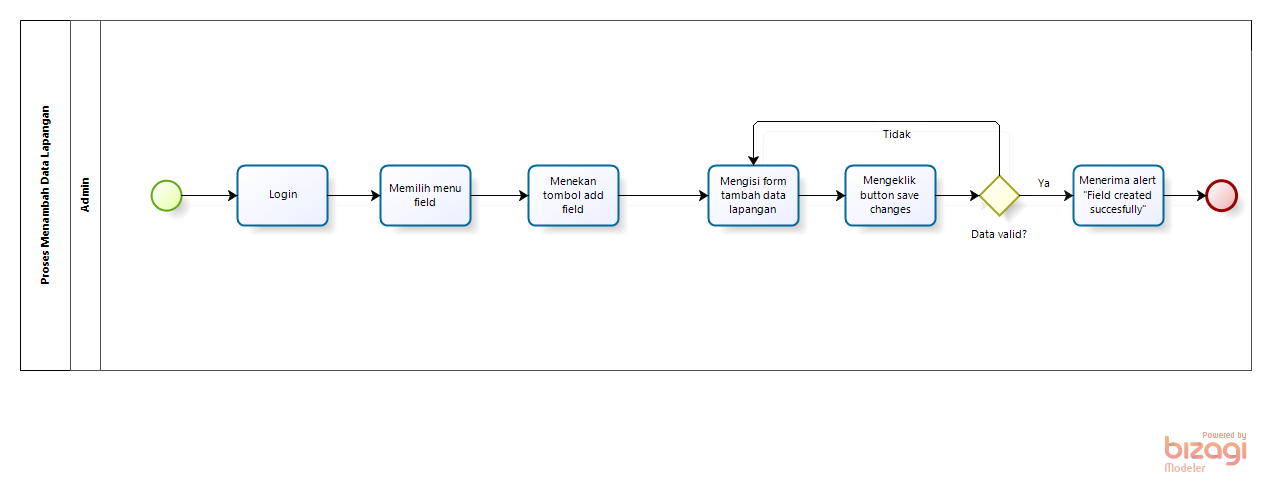 Proses Menambah Data Lapangan
Admin
Login
Memilih menu
field
Menekan
tombol add
field
Mengisi form
tambah data
lapangan
Mengeklik
button save
changes
Tidak
Data valid?
Ya
Menerima alert
“Field created
succesfully”
Powered by
bizagi
Modeler